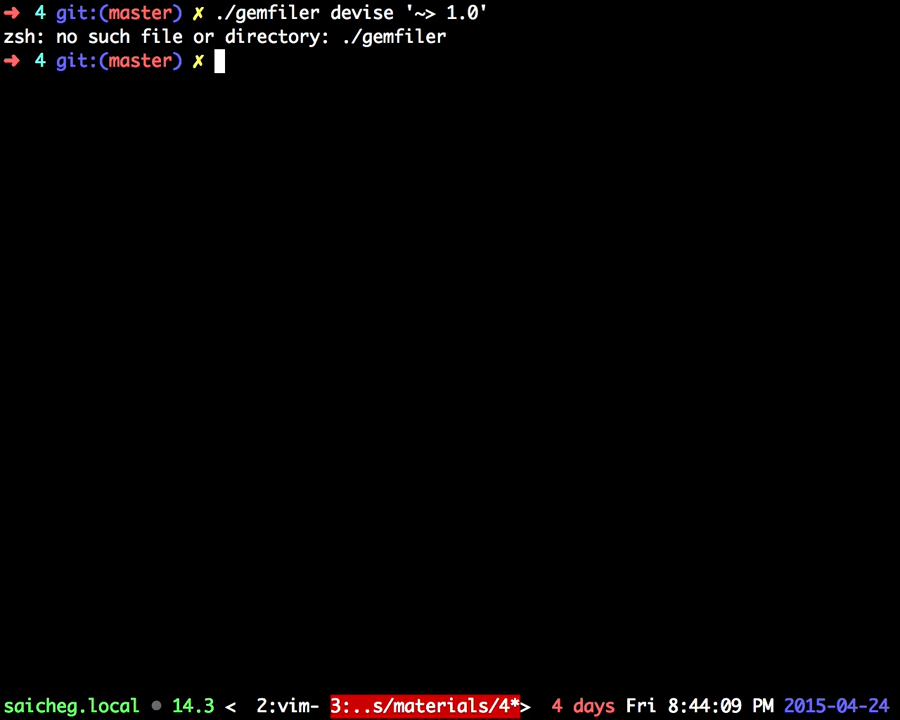 ➜ 4 git:(master) ✗ ./gemfiler devise '~> 1.0'
zsh: no such file or directory: ./gemfiler
➜ 4 git:(master) ✗
saicheg.local ● 14.3 < 2:vim- 3:..s/materials/4*> 4 days Fri 8:44:09 PM 2015-04-24